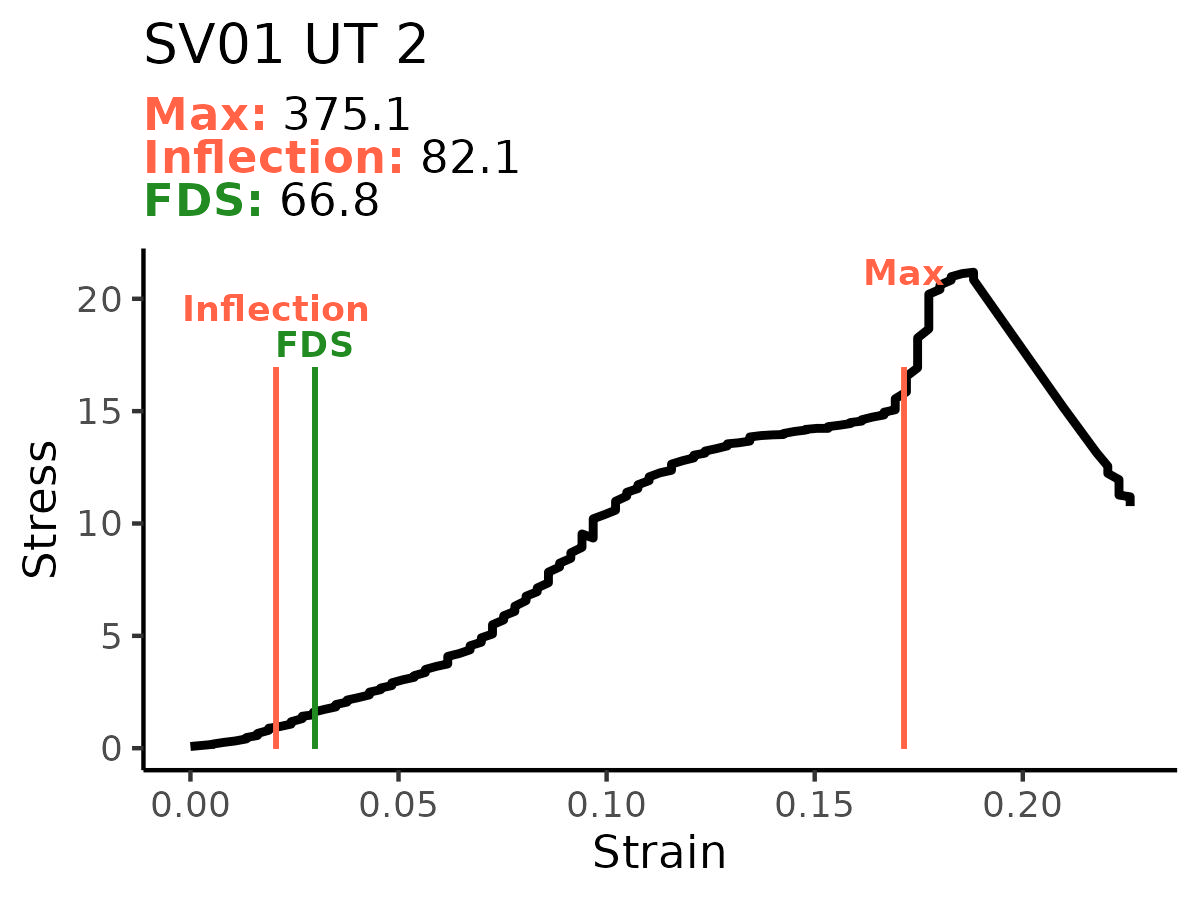 SV01 UT 2
Max: 375.1
Inflection: 82.1
FDS: 66.8
Max
Inflection
FDS
20
15
10
5
0
Stress
0.00 0.05 0.10 0.15 0.20
Strain